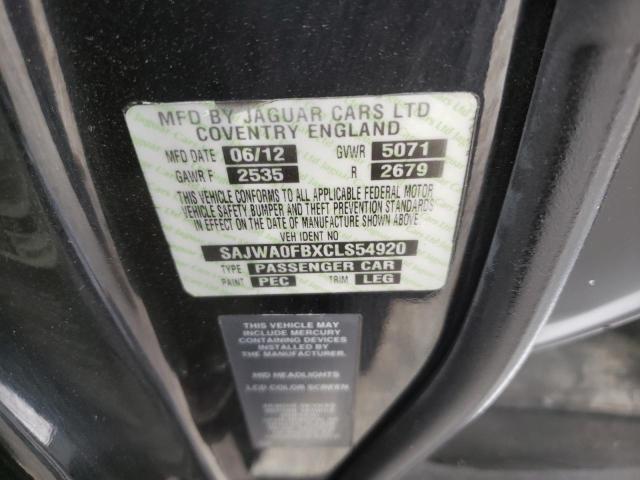 MFD BY JAGUAR CARS LTD
COVENTRY ENGLAND
MFD DATE 06/12 GVWR 5071
GAWR F 2535 R 2679
THIS VEHICLE CONFORMS TO ALL APPLICABLE FEDERAL MOTOR
VEHICLE SAFETY BUMPER AND THEFT PREVENTION STANDARDS
IN EFFECT ON THE DATE OF MANUFACTURE SHOWN ABOVE
VEH IDENT NO
SAJWA0FBXCLS54920
TYPE PASSENGER CAR
PAINT PEC TRIM LEG
THIS VEHICLE MAY
INCLUDE MERCURY
CONTAINING DEVICES
INSTALLED BY
THE MANUFACTURER.
HID HEADLIGHTS
LCD COLOR SCREEN